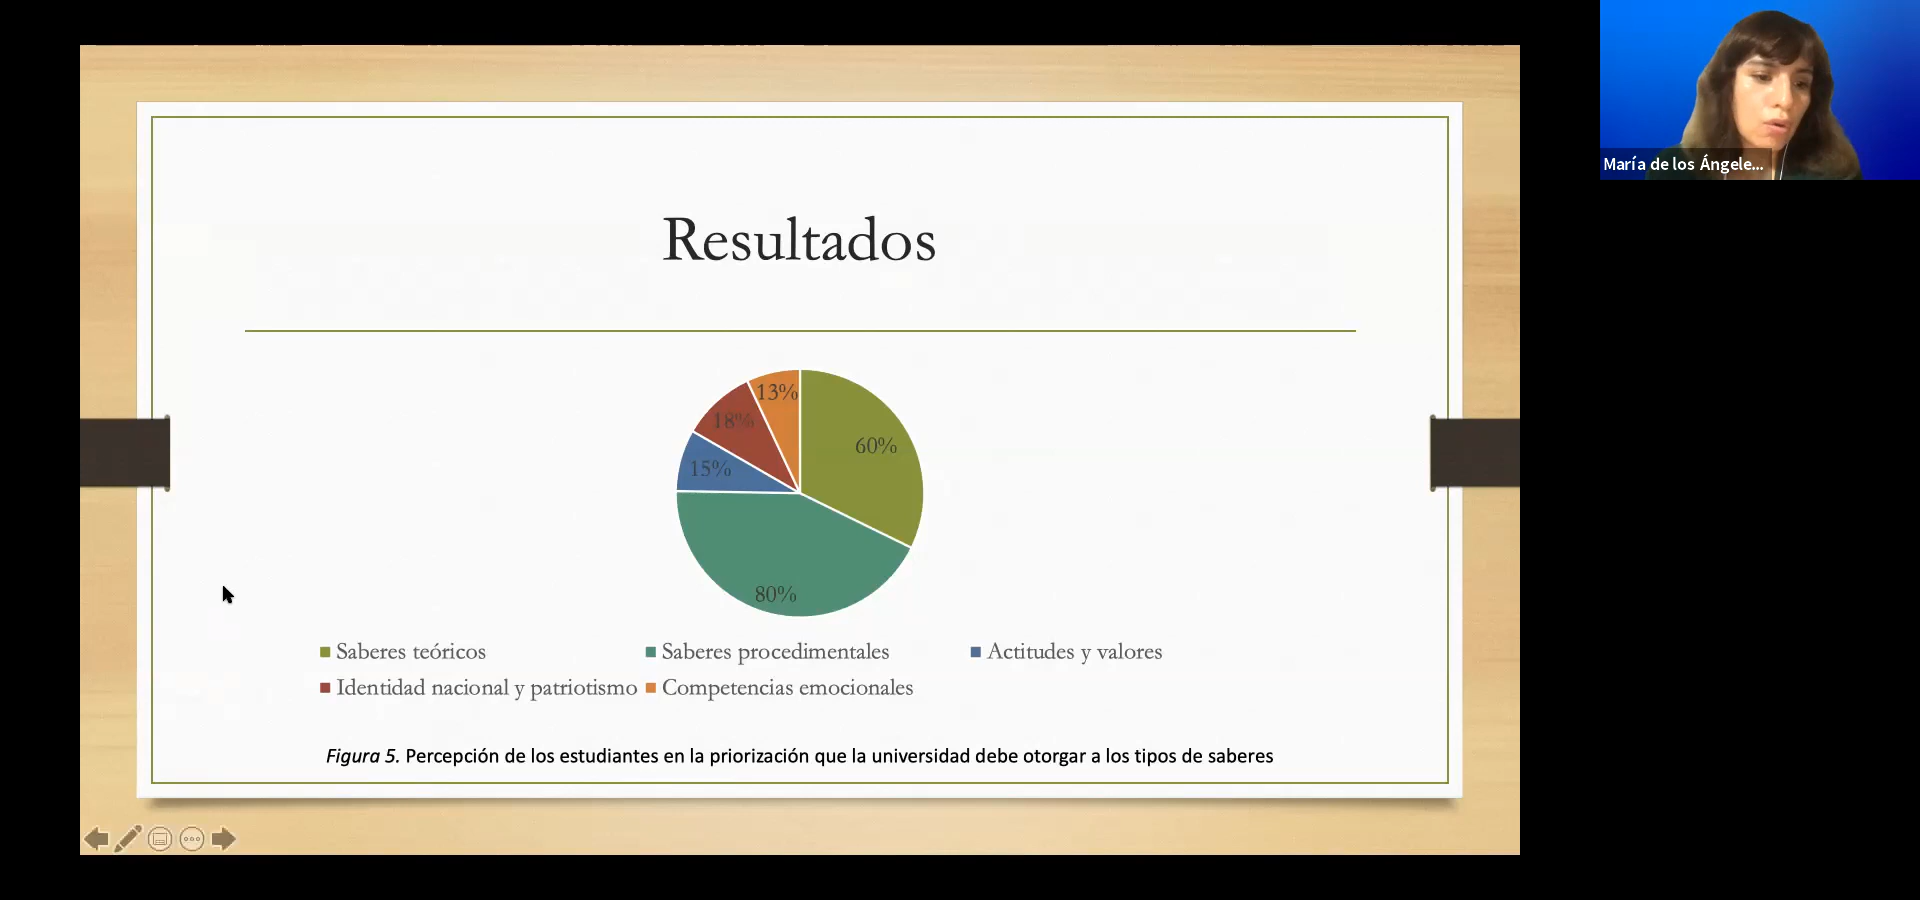 María de los Ángele...
Resultados
13%
18%
60%
15%
80%
Saberes teóricos
Saberes procedimentales
Actitudes y valores
Identidad nacional y patriotismo
Competencias emocionales
Figura 5. Percepción de los estudiantes en la priorización que la universidad debe otorgar a los tipos de saberes